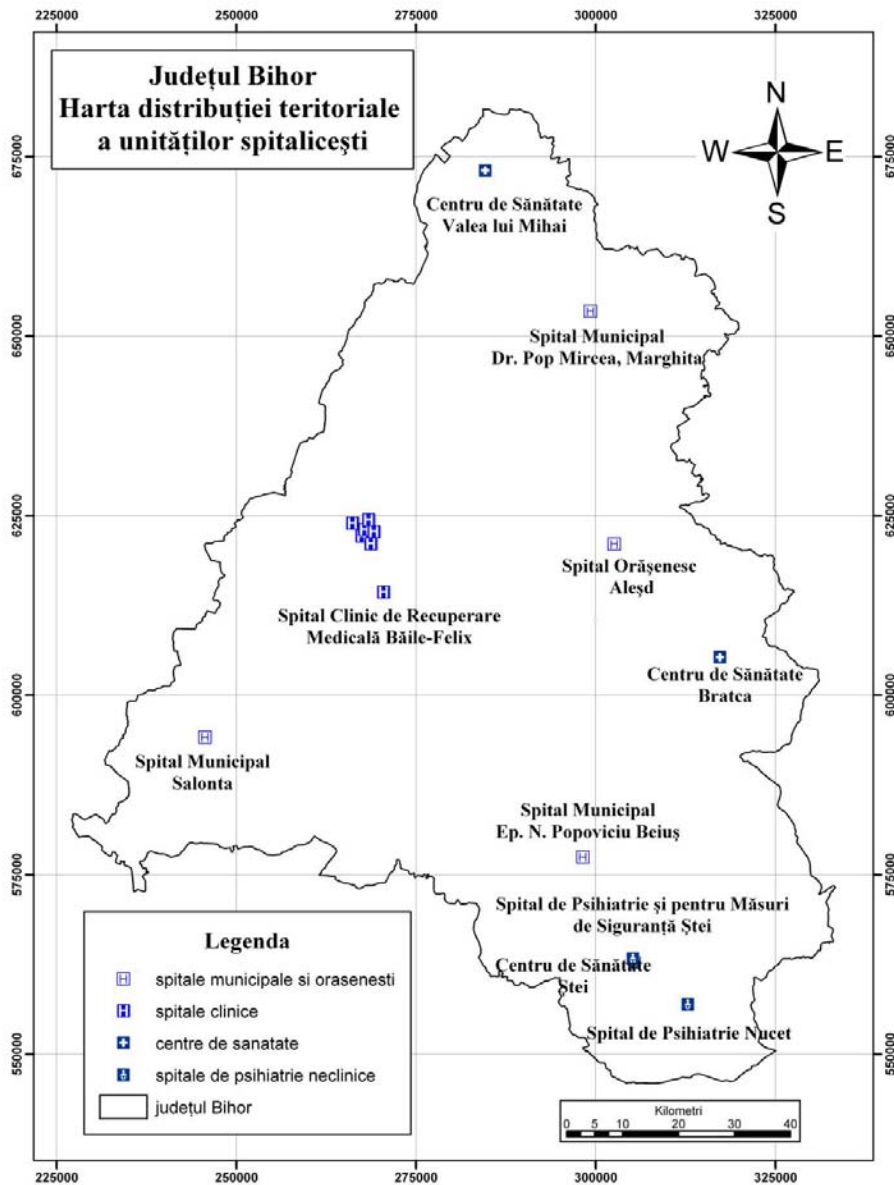 225000 250000 275000 300000 325000
Județul Bihor
Harta distribuției teritoriale
a unităților spitalicești
N
W E
S
675000 675000
Centru de Sănătate
Valea lui Mihai
650000 650000
Spital Municipal
Dr. Pop Mircea, Marghita
625000 625000
Spital Orășenesc
Aleșd
Spital Clinic de Recuperare
Medicală Băile-Felix
Centru de Sănătate
Bratca
600000 600000
Spital Municipal
Salonta
Spital Municipal
Ep. N. Popoviciu Beiuș
575000 575000
Spital de Psihiatrie și pentru Măsuri
de Siguranță Ștei
Centru de Sănătate
Ștei
Spital de Psihiatrie Nucet
550000 550000
Legenda
spitale municipale si orasenesti
spitale clinice
centre de sanatate
spitale de psihiatrie neclinice
județul Bihor
Kilometri
0 5 10 20 30 40
225000 250000 275000 300000 325000